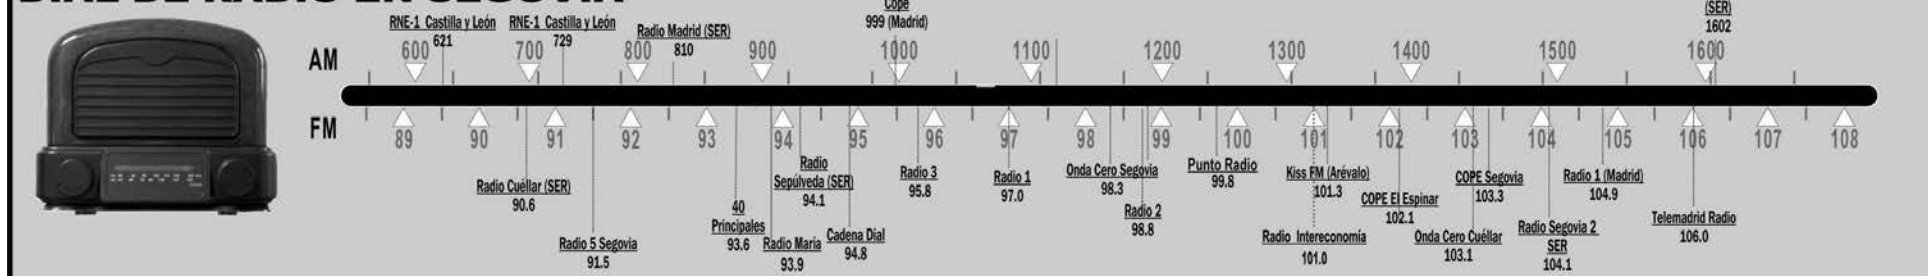 DIAL DE RADIO EN SEGOVIA
RNE-1 Castilla y León
621
RNE-1 Castilla y León
729
Radio Madrid (SER)
810
Cope
999 (Madrid)
(SER)
1602
AM
600 700 800 900 1000 1100 1200 1300 1400 1500 1600
FM
89 90 91 92 93 94 95 96 97 98 99 100 101 102 103 104 105 106 107 108
Radio Cuéllar (SER)
90.6
Radio 5 Segovia
91.5
40
Principales
93.6
Radio María
93.9
Radio
Sepúlveda (SER)
94.1
Cadena Dial
94.8
Radio 3
95.8
Radio 1
97.0
Onda Cero Segovia
98.3
Radio 2
98.8
Punto Radio
99.8
Radio Intereconomía
101.0
Kiss FM (Arévalo)
101.3
COPE El Espinar
102.1
Onda Cero Cuéllar
103.1
COPE Segovia
103.3
Radio Segovia 2
SER
104.1
Radio 1 (Madrid)
104.9
Telemadrid Radio
106.0